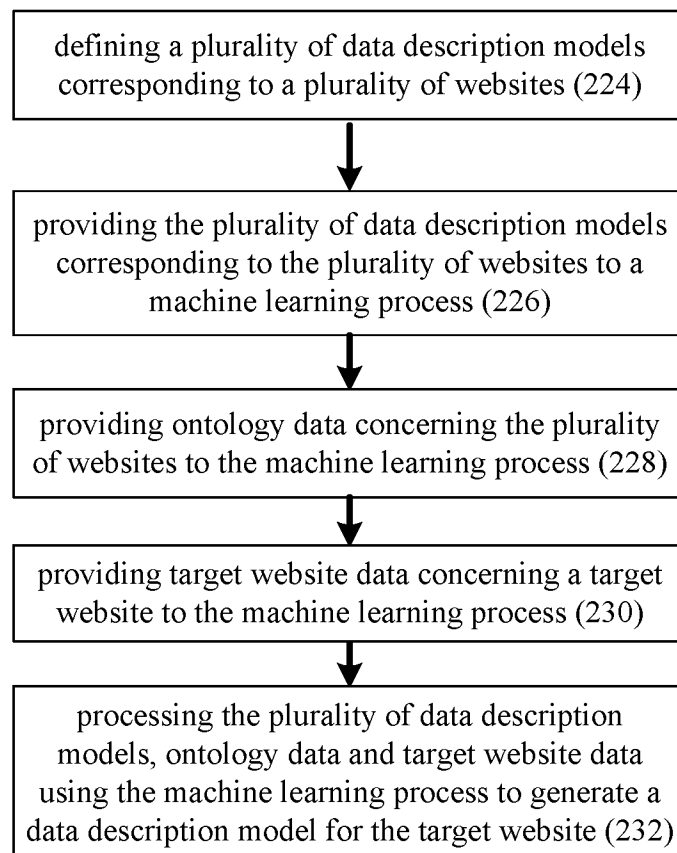 defining a plurality of data description models
corresponding to a plurality of websites (224)
providing the plurality of data description models
corresponding to the plurality of websites to a
machine learning process (226)
providing ontology data concerning the plurality
of websites to the machine learning process (228)
providing target website data concerning a target
website to the machine learning process (230)
processing the plurality of data description
models, ontology data and target website data
using the machine learning process to generate a
data description model for the target website (232)